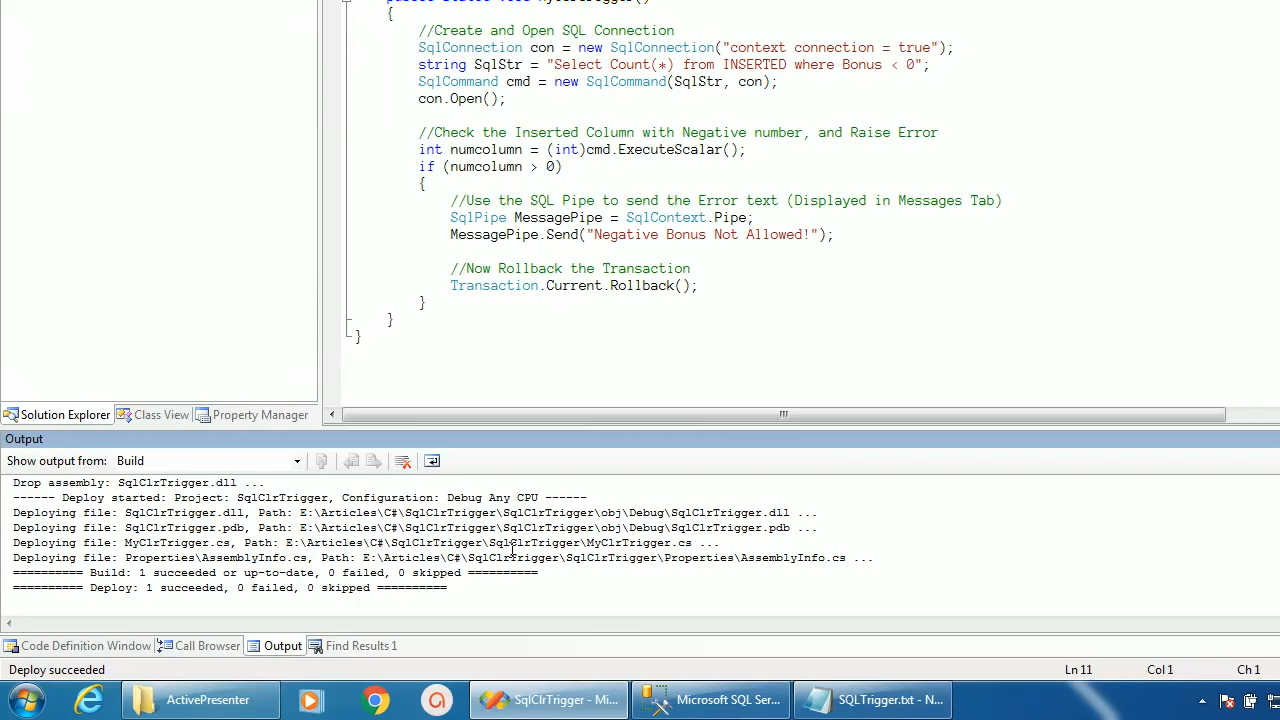 {
//Create and Open SQL Connection
SqlConnection con = new SqlConnection("context connection = true");
string SqlStr = "Select Count(*) from INSERTED where Bonus < 0";
SqlCommand cmd = new SqlCommand(SqlStr, con);
con.Open();
//Check the Inserted Column with Negative number, and Raise Error
int numcolumn = (int)cmd.ExecuteScalar();
if (numcolumn > 0)
{
//Use the SQL Pipe to send the Error text (Displayed in Messages Tab)
SqlPipe MessagePipe = SqlContext.Pipe;
MessagePipe.Send("Negative Bonus Not Allowed!");
//Now Rollback the Transaction
Transaction.Current.Rollback();
}
}
}
Solution Explorer Class View Property Manager
Output
Show output from: Build
Drop assembly: SqlClrTrigger.dll ...
------ Deploy started: Project: SqlClrTrigger, Configuration: Debug Any CPU ------
Deploying file: SqlClrTrigger.dll, Path: E:\Articles\C#\SqlClrTrigger\SqlClrTrigger\obj\Debug\SqlClrTrigger.dll ...
Deploying file: SqlClrTrigger.pdb, Path: E:\Articles\C#\SqlClrTrigger\SqlClrTrigger\obj\Debug\SqlClrTrigger.pdb ...
Deploying file: MyClrTrigger.cs, Path: E:\Articles\C#\SqlClrTrigger\SqlClrTrigger\MyClrTrigger.cs ...
Deploying file: Properties\AssemblyInfo.cs, Path: E:\Articles\C#\SqlClrTrigger\SqlClrTrigger\Properties\AssemblyInfo.cs ...
========== Build: 1 succeeded or up-to-date, 0 failed, 0 skipped ==========
========== Deploy: 1 succeeded, 0 failed, 0 skipped ==========
Code Definition Window Call Browser Output Find Results 1
Deploy succeeded Ln 11 Col 1 Ch 1
ActivePresenter SqlClrTrigger - Mi... Microsoft SQL Ser... SQLTrigger.txt - N...